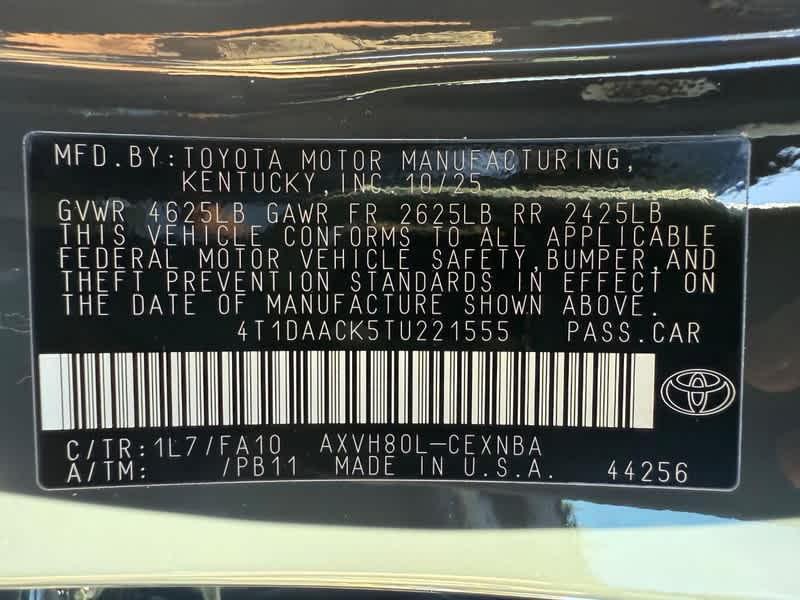 MFD.BY:TOYOTA MOTOR MANUFACTURING,
KENTUCKY,INC.10/25
GVWR 4625LB GAWR FR 2625LB RR 2425LB
THIS VEHICLE CONFORMS TO ALL APPLICABLE
FEDERAL MOTOR VEHICLE SAFETY,BUMPER,AND
THEFT PREVENTION STANDARDS IN EFFECT ON
THE DATE OF MANUFACTURE SHOWN ABOVE.
4T1DAACK5TU221555 PASS.CAR
C/TR:1L7/FA10 AXVH80L-CEXNBA
A/TM: /PB11 MADE IN U.S.A. 44256